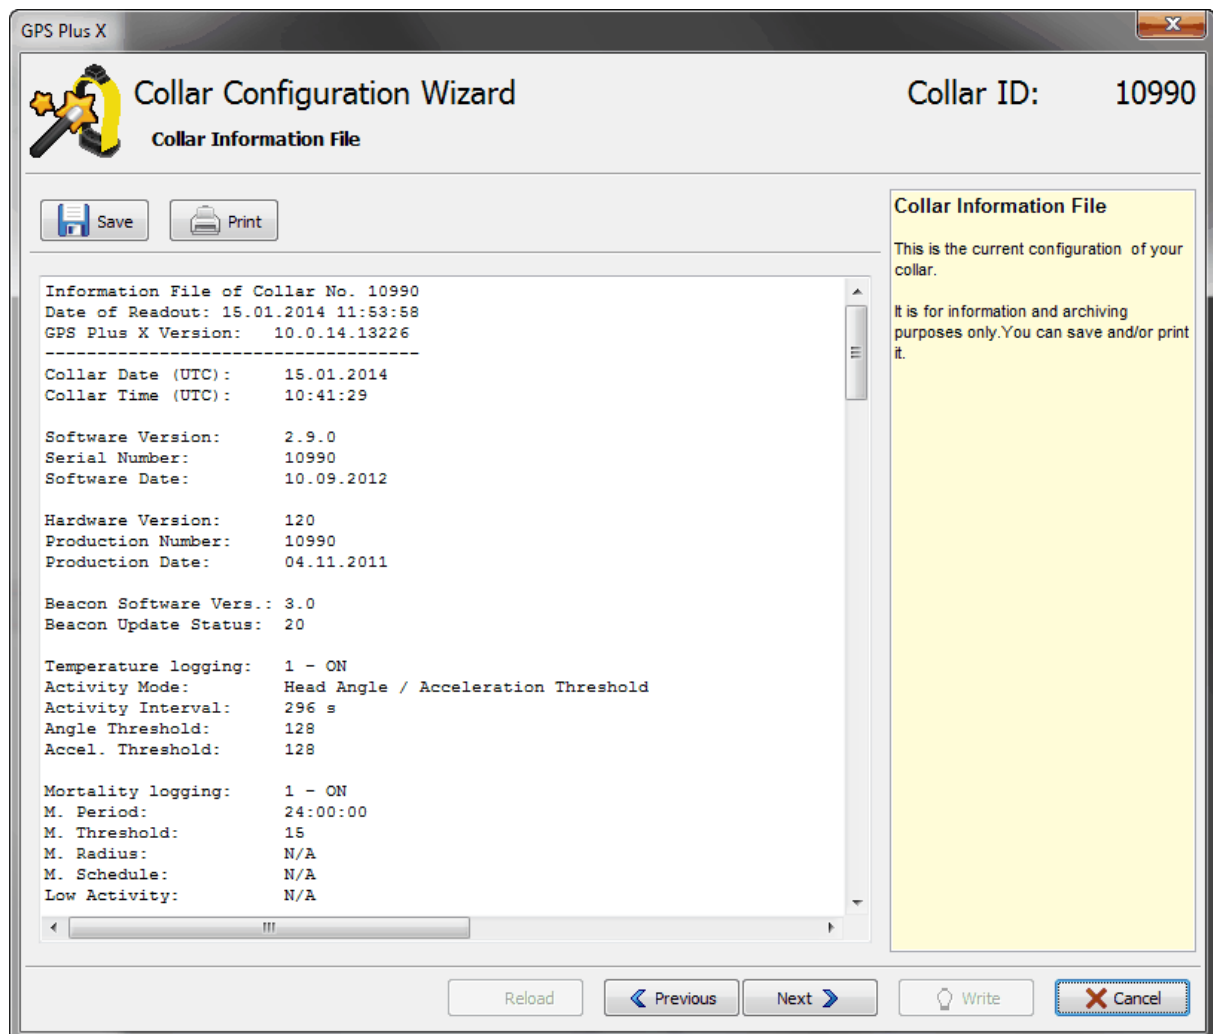 GPS Plus X
Collar Configuration Wizard
Collar ID: 10990
Collar Information File
Save
Print
Information File of Collar No. 10990
Date of Readout: 15.01.2014 11:53:58
GPS Plus X Version: 10.0.14.13226
------------------------------------
Collar Date (UTC): 15.01.2014
Collar Time (UTC): 10:41:29
Software Version: 2.9.0
Serial Number: 10990
Software Date: 10.09.2012
Hardware Version: 120
Production Number: 10990
Production Date: 04.11.2011
Beacon Software Vers.: 3.0
Beacon Update Status: 20
Temperature logging: 1 - ON
Activity Mode: Head Angle / Acceleration Threshold
Activity Interval: 296 s
Angle Threshold: 128
Accel. Threshold: 128
Mortality logging: 1 - ON
M. Period: 24:00:00
M. Threshold: 15
M. Radius: N/A
M. Schedule: N/A
Low Activity: N/A
Collar Information File
This is the current configuration of your
collar.
It is for information and archiving
purposes only.You can save and/or print
it.
Reload
Previous
Next
Write
Cancel